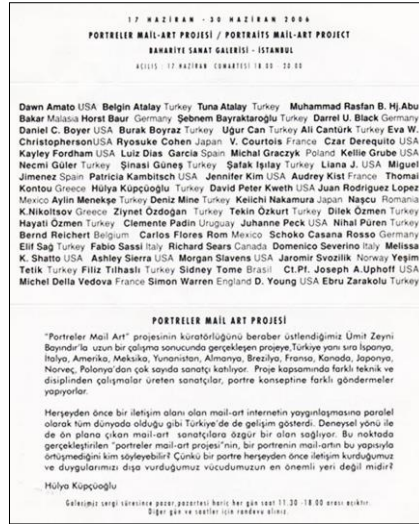 17 HAZİRAN - 30 HAZİRAN 2006
PORTRELER MAİL-ART PROJESİ / PORTRAITS MAIL-ART PROJECT
BAHARİYE SANAT GALERİSİ - İSTANBUL
AÇILIŞ : 17 HAZİRAN CUMARTESİ 18.00 - 20.00
Dawn Amato USA Belgin Atalay Turkey Tuna Atalay Turkey Muhammad Rasfan B. Hj.Abu
Bakar Malasia Horst Baur Germany Şebnem Bayraktaroğlu Turkey Darrel U. Black Germany
Daniel C. Boyer USA Burak Boyraz Turkey Uğur Can Turkey Ali Cantürk Turkey Eva W.
ChristophersonUSA Ryosuke Cohen Japan V. Courtois France Czar Derequito USA
Kayley Fordham USA Luiz Dias Garcia Spain Michal Graczyk Poland Kellie Grube USA
Necmi Güler Turkey Şinasi Güneş Turkey Şafak Işılay Turkey Liana J. USA Miguel
Jimenez Spain Patricia Kambitsch USA Jennifer Kim USA Audrey Kist France Thomai
Kontou Greece Hülya Küpçüoğlu Turkey David Peter Kweth USA Juan Rodriguez Lopez
Mexico Aylin Menekşe Turkey Deniz Mine Turkey Keiichi Nakamura Japan Naşcu Romania
K.Nikoltsov Greece Ziynet Özdoğan Turkey Tekin Özkurt Turkey Dilek Özmen Turkey
Hayati Özmen Turkey Clemente Padin Uruguay Juhanne Peck USA Nihal Püren Turkey
Bernd Reichert Belgium Carlos Flores Rom Mexico Schoko Casana Rosso Germany
Elif Sağ Turkey Fabio Sassi Italy Richard Sears Canada Domenico Severino Italy Melissa
K. Shatto USA Ashley Sierra USA Morgan Slavens USA Jaromir Svozilik Norway Yeşim
Tetik Turkey Filiz Tılhaslı Turkey Sidney Tome Brasil Ct.Pf. Joseph A.Uphoff USA
Michel Della Vedova France Simon Warren England D. Young USA Ebru Zarakolu Turkey
PORTRELER MAIL ART PROJESİ
"Portreler Mail Art" projesinin küratörlüğünü beraber üstlendiğimiz Ümit Zeyni
Bayındır'la uzun bir çalışma sonucunda gerçekleşen projeye,Türkiye yanı sıra İspanya,
İtalya, Amerika, Meksika, Yunanistan, Almanya, Brezilya, Fransa, Kanada, Japonya,
Norveç, Polonya'dan çok sayıda sanatçı katılıyor. Proje kapsamında farklı teknik ve
disiplinden çalışmalar üreten sanatçılar, portre konseptine farklı göndermeler
yapıyorlar.
Herşeyden önce bir iletişim alanı olan mail-art internetin yaygınlaşmasına paralel
olarak tüm dünyada olduğu gibi Türkiye'de de gelişim gösterdi. Deneysel yönü ile
de ön plana çıkan mail-art sanatçılara özgür bir alan sağlıyor. Bu noktada
gerçekleştirilen "portreler mail-art projesi"nin, bir portrenin mail-artın bu yapısıyla
örtüşmediğini kim söyleyebilir? Çünkü bir portre herşeyden önce iletişim kurduğumuz
ve duygularımızı dışa vurduğumuz vücudumuzun en önemli yeri değil midir?
Hülya Küpçüoğlu
Galerimiz sergi süresince pazar,pazartesi hariç her gün saat 11.30 -18.00 arası açıktır.
Diğer gün ve saatler için randevu alınız.